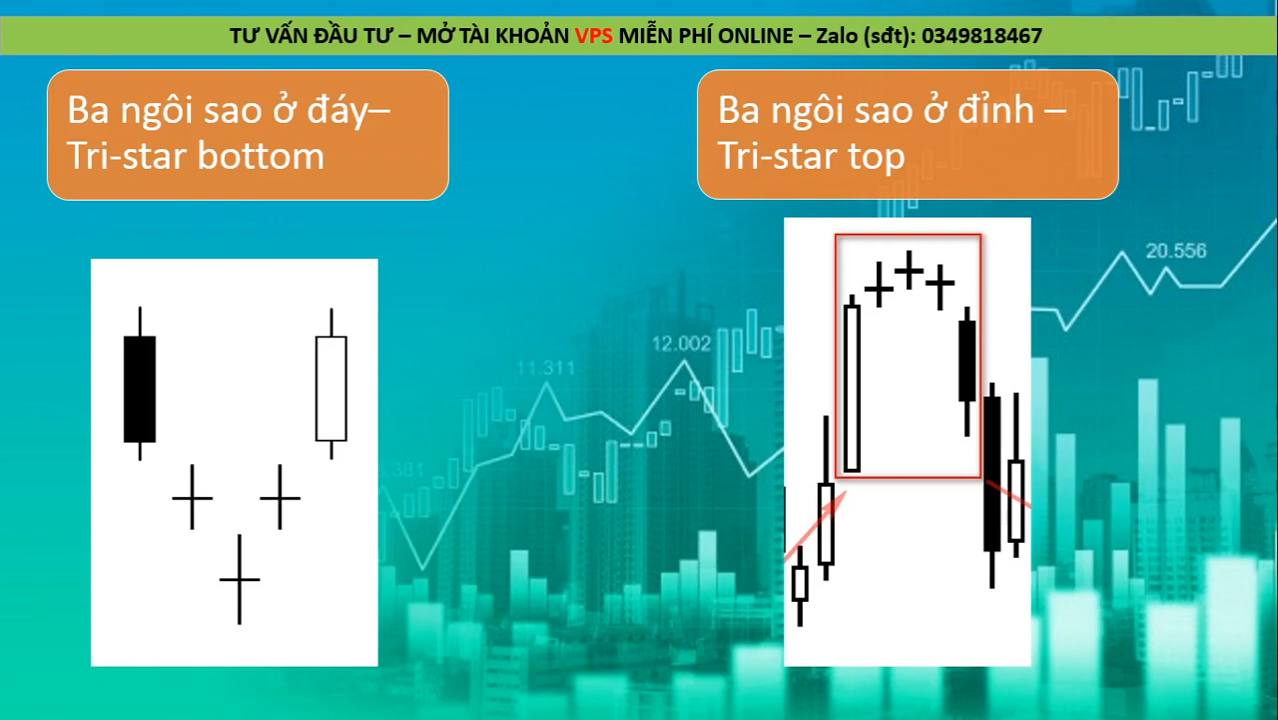 TƯ VẤN ĐẦU TƯ – MỞ TÀI KHOẢN VPS MIỄN PHÍ ONLINE – Zalo (sđt): 0349818467
Ba ngôi sao ở đáy–
Tri-star bottom
Ba ngôi sao ở đỉnh –
Tri-star top
20.556
12.002
11.311